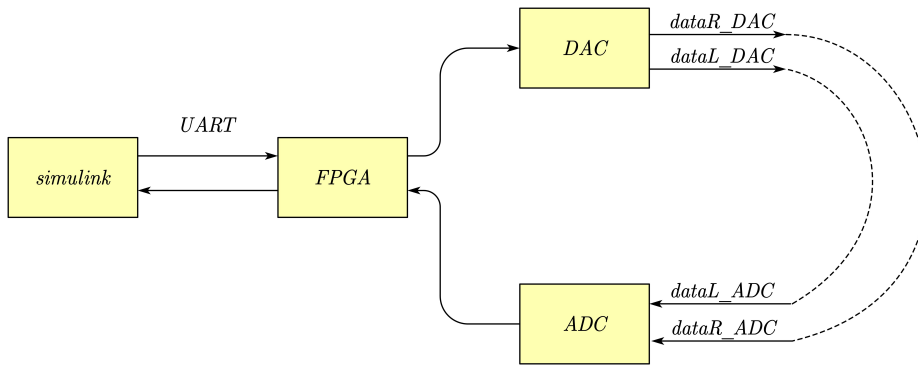 dataR_DAC
DAC
dataL_DAC
UART
simulink
FPGA
dataL_ADC
ADC
dataR_ADC